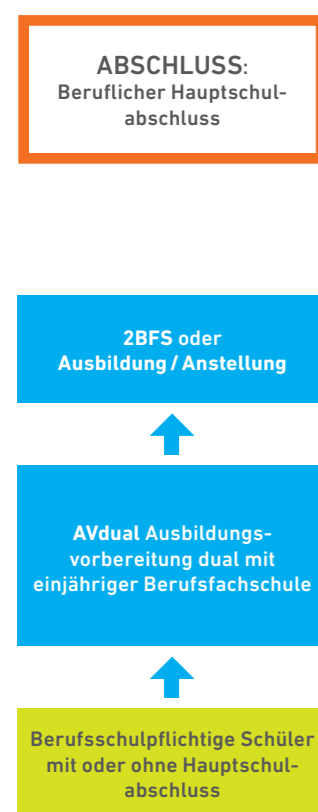 ABSCHLUSS:
Beruflicher Hauptschul-
abschluss
2BFS oder
Ausbildung / Anstellung
AVdual Ausbildungs-
vorbereitung dual mit
einjähriger Berufsfachschule
Berufsschulpflichtige Schüler
mit oder ohne Hauptschul-
abschluss